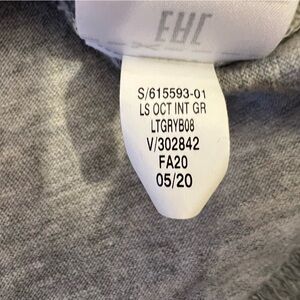 EAC
S/615593-01
LS OCT INT GR
LTGRYB08
V/302842
FA20
05/20